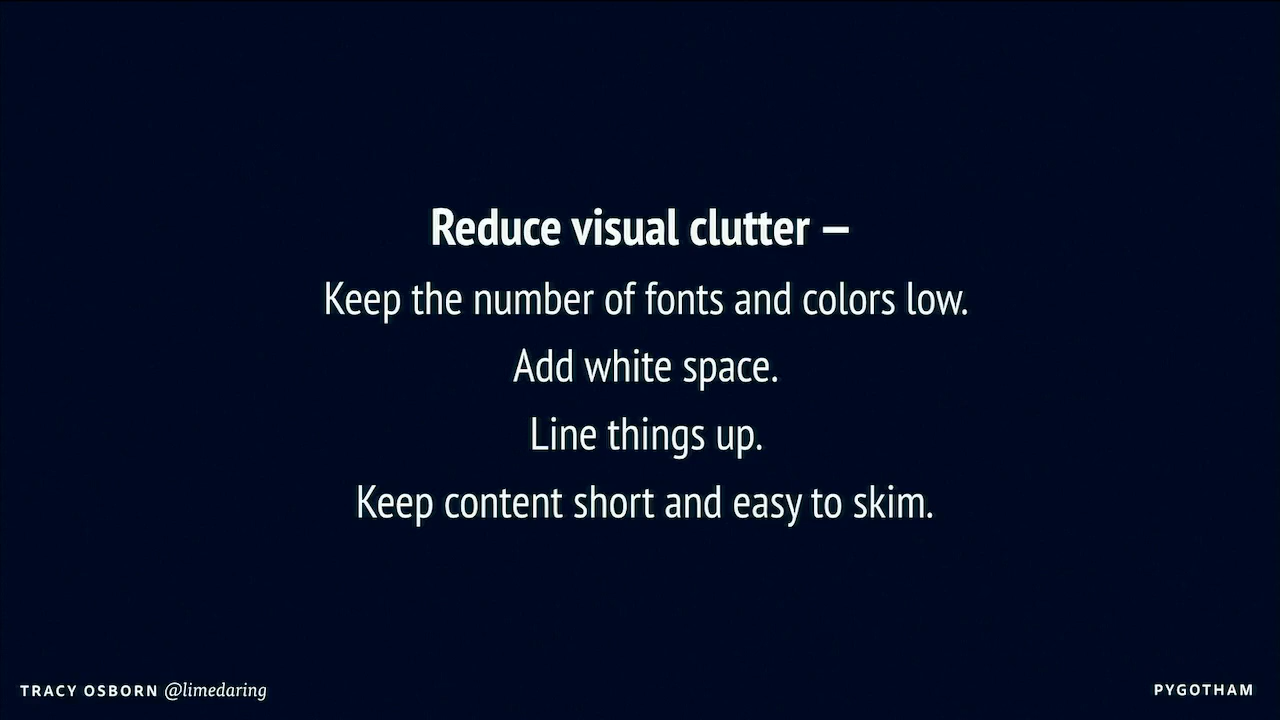 Reduce visual clutter —
Keep the number of fonts and colors low.
Add white space.
Line things up.
Keep content short and easy to skim.
TRACY OSBORN @limedaring
PYGOTHAM